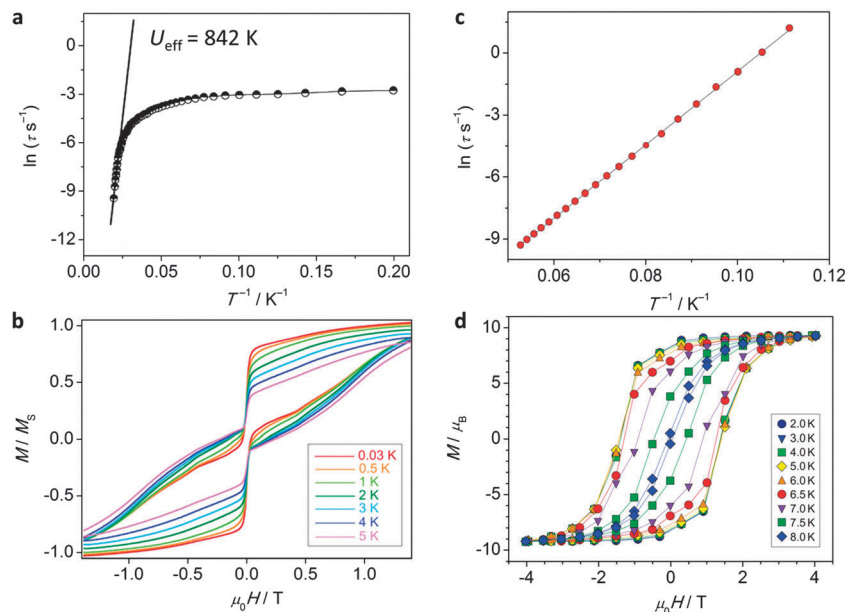 a
U_eff = 842 K
0
-3
-6
-9
-12
ln (τ s⁻¹)
0.00 0.05 0.10 0.15 0.20
T⁻¹ / K⁻¹
c
0
-3
-6
-9
ln (τ s⁻¹)
0.06 0.08 0.10 0.12
T⁻¹ / K⁻¹
b
1.0
0.5
0.0
-0.5
-1.0
M / M_S
0.03 K
0.5 K
1 K
2 K
3 K
4 K
5 K
-1.0 -0.5 0.0 0.5 1.0
μ₀H / T
d
10
5
0
-5
-10
M / μ_B
2.0 K
3.0 K
4.0 K
5.0 K
6.0 K
6.5 K
7.0 K
7.5 K
8.0 K
-4 -2 0 2 4
μ₀H / T